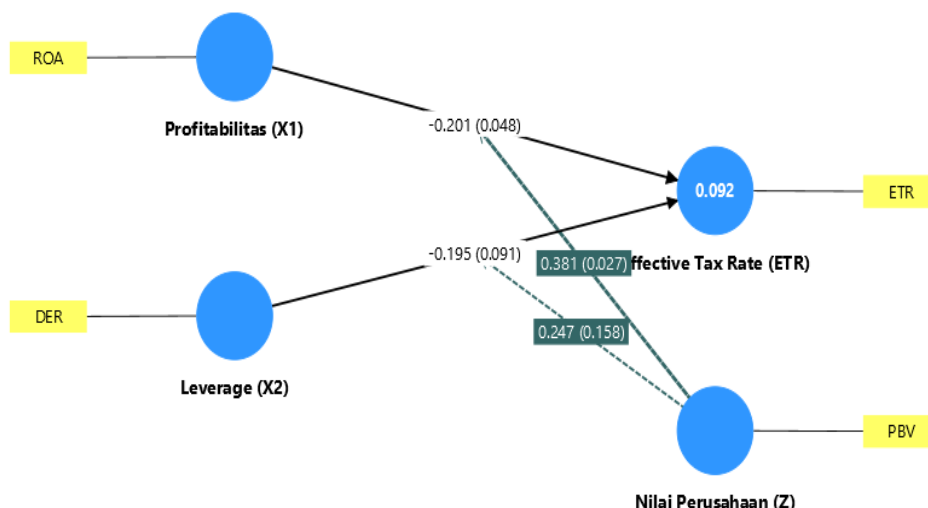 ROA
Profitabilitas (X1)
-0.201 (0.048)
0.092
ETR
-0.195 (0.091)
0.381 (0.027)
ffective Tax Rate (ETR)
DER
0.247 (0.158)
Leverage (X2)
PBV
Nilai Perusahaan (Z)